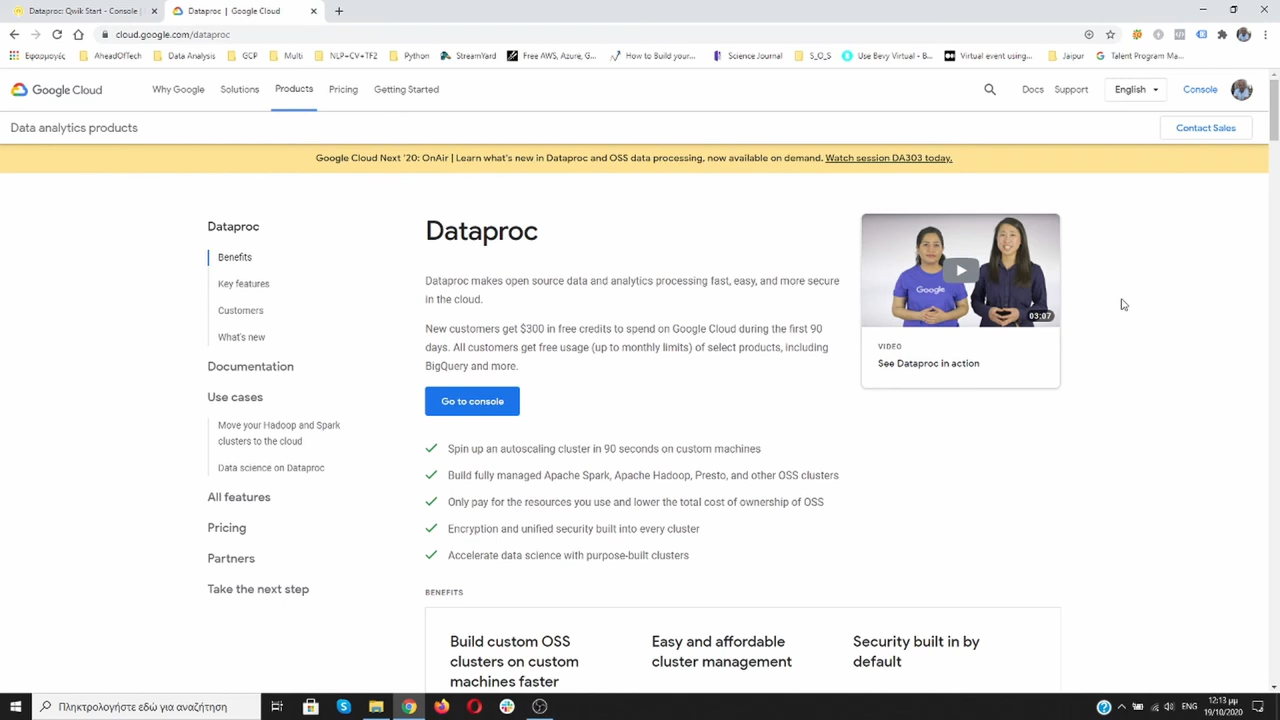 Dataproc: Qwik Start - Console |
Dataproc | Google Cloud
cloud.google.com/dataproc
Εφαρμογές
AheadOfTech
Data Analysis
GCP
Multi
NLP+CV+TF2
Python
StreamYard
Free AWS, Azure, G...
How to Build your...
Science Journal
S_O_S
Use Bevy Virtual - B...
Virtual event using...
Jaipur
Talent Program Ma...
Google Cloud
Why Google
Solutions
Products
Pricing
Getting Started
Docs
Support
English
Console
Data analytics products
Contact Sales
Google Cloud Next '20: OnAir | Learn what's new in Dataproc and OSS data processing, now available on demand. Watch session DA303 today.
Dataproc
Benefits
Key features
Customers
What's new
Documentation
Use cases
Move your Hadoop and Spark
clusters to the cloud
Data science on Dataproc
All features
Pricing
Partners
Take the next step
Dataproc
Dataproc makes open source data and analytics processing fast, easy, and more secure
in the cloud.
New customers get $300 in free credits to spend on Google Cloud during the first 90
days. All customers get free usage (up to monthly limits) of select products, including
BigQuery and more.
Go to console
Google
03:07
VIDEO
See Dataproc in action
Spin up an autoscaling cluster in 90 seconds on custom machines
Build fully managed Apache Spark, Apache Hadoop, Presto, and other OSS clusters
Only pay for the resources you use and lower the total cost of ownership of OSS
Encryption and unified security built into every cluster
Accelerate data science with purpose-built clusters
BENEFITS
Build custom OSS
clusters on custom
machines faster
Easy and affordable
cluster management
Security built in by
default
Πληκτρολογήστε εδώ για αναζήτηση
ENG
12:13 μμ
19/10/2020